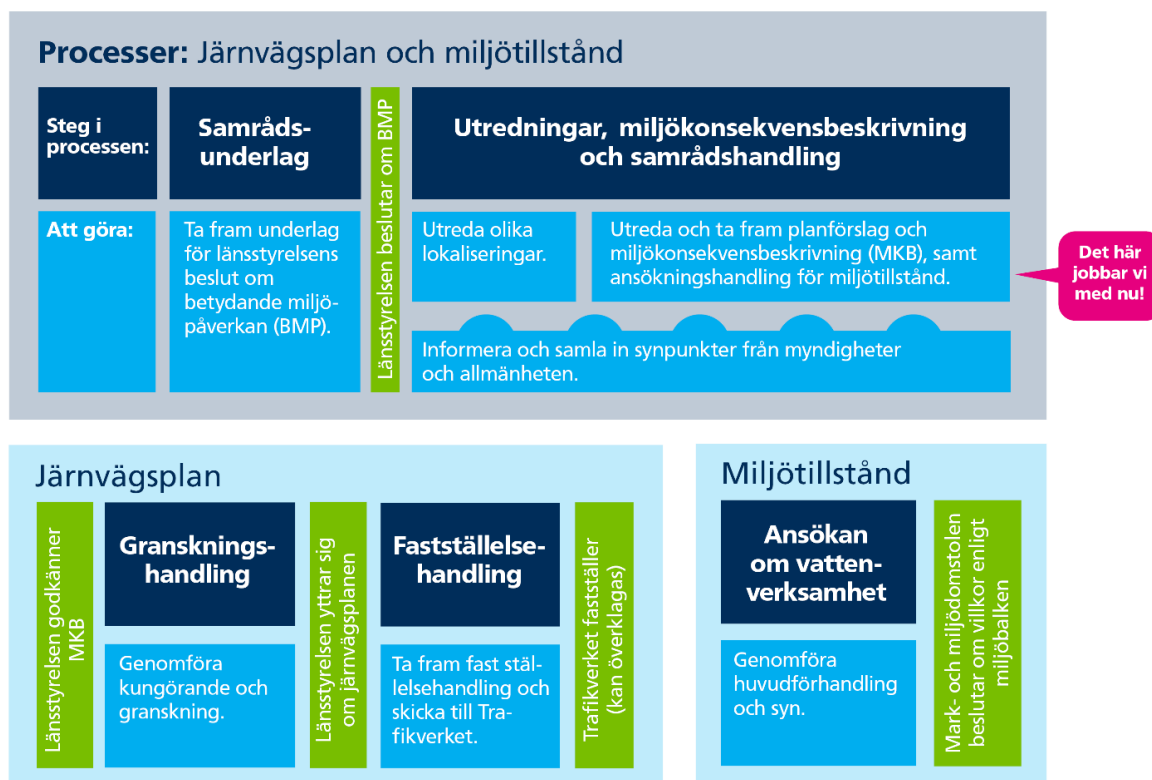 Processer: Järnvägsplan och miljötillstånd
Steg i
processen:
Samråds-
underlag
Länsstyrelsen beslutar om BMP
Utredningar, miljökonsekvensbeskrivning
och samrådshandling
Att göra:
Ta fram underlag
för länsstyrelsens
beslut om
betydande miljö-
påverkan (BMP).
Utreda olika
lokaliseringar.
Utreda och ta fram planförslag och
miljökonsekvensbeskrivning (MKB), samt
ansökningshandling för miljötillstånd.
Det här
jobbar vi
med nu!
Informera och samla in synpunkter från myndigheter
och allmänheten.
Järnvägsplan
Länsstyrelsen godkänner
MKB
Gransknings-
handling
Genomföra
kungörande och
granskning.
Länsstyrelsen yttrar sig
om järnvägsplanen
Fastställelse-
handling
Ta fram fast stäl-
lelsehandling och
skicka till Tra-
fikverket.
Trafikverket fastställer
(kan överklagas)
Miljötillstånd
Ansökan
om vatten-
verksamhet
Genomföra
huvudförhandling
och syn.
Mark- och miljödomstolen
beslutar om villkor enligt
miljöbalken